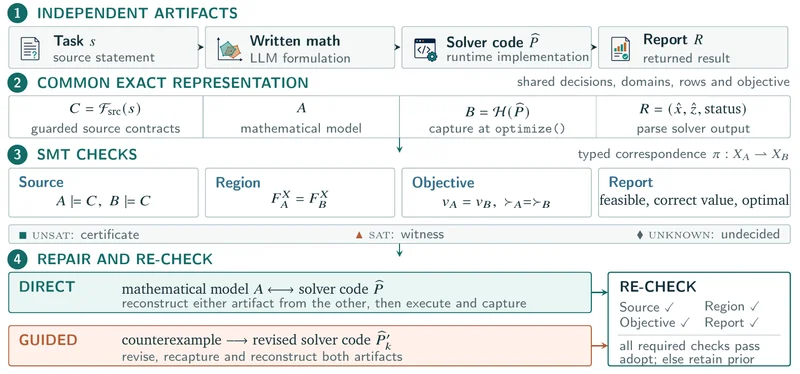 1 INDEPENDENT ARTIFACTS
Task s
source statement
Written math
LLM formulation
Solver code P̂
runtime implementation
Report R
returned result
2 COMMON EXACT REPRESENTATION
shared decisions, domains, rows and objective
C = ℱsrc(s)
guarded source contracts
A
mathematical model
B = ℋ(P̂)
capture at optimize()
R = (x̂, ẑ, status)
parse solver output
3 SMT CHECKS
typed correspondence π : X_A ⇀ X_B
Source
A ⊨ C, B ⊨ C
Region
F_A^X = F_B^X
Objective
v_A = v_B, ≻_A=≻_B
Report
feasible, correct value, optimal
■ UNSAT: certificate
▲ SAT: witness
♦ UNKNOWN: undecided
4 REPAIR AND RE-CHECK
DIRECT
mathematical model A ⟷ solver code P̂
reconstruct either artifact from the other, then execute and capture
GUIDED
counterexample ⟶ revised solver code P̂′_k
revise, recapture and reconstruct both artifacts
RE-CHECK
Source ✓ Region ✓
Objective ✓ Report ✓
all required checks pass
adopt; else retain prior